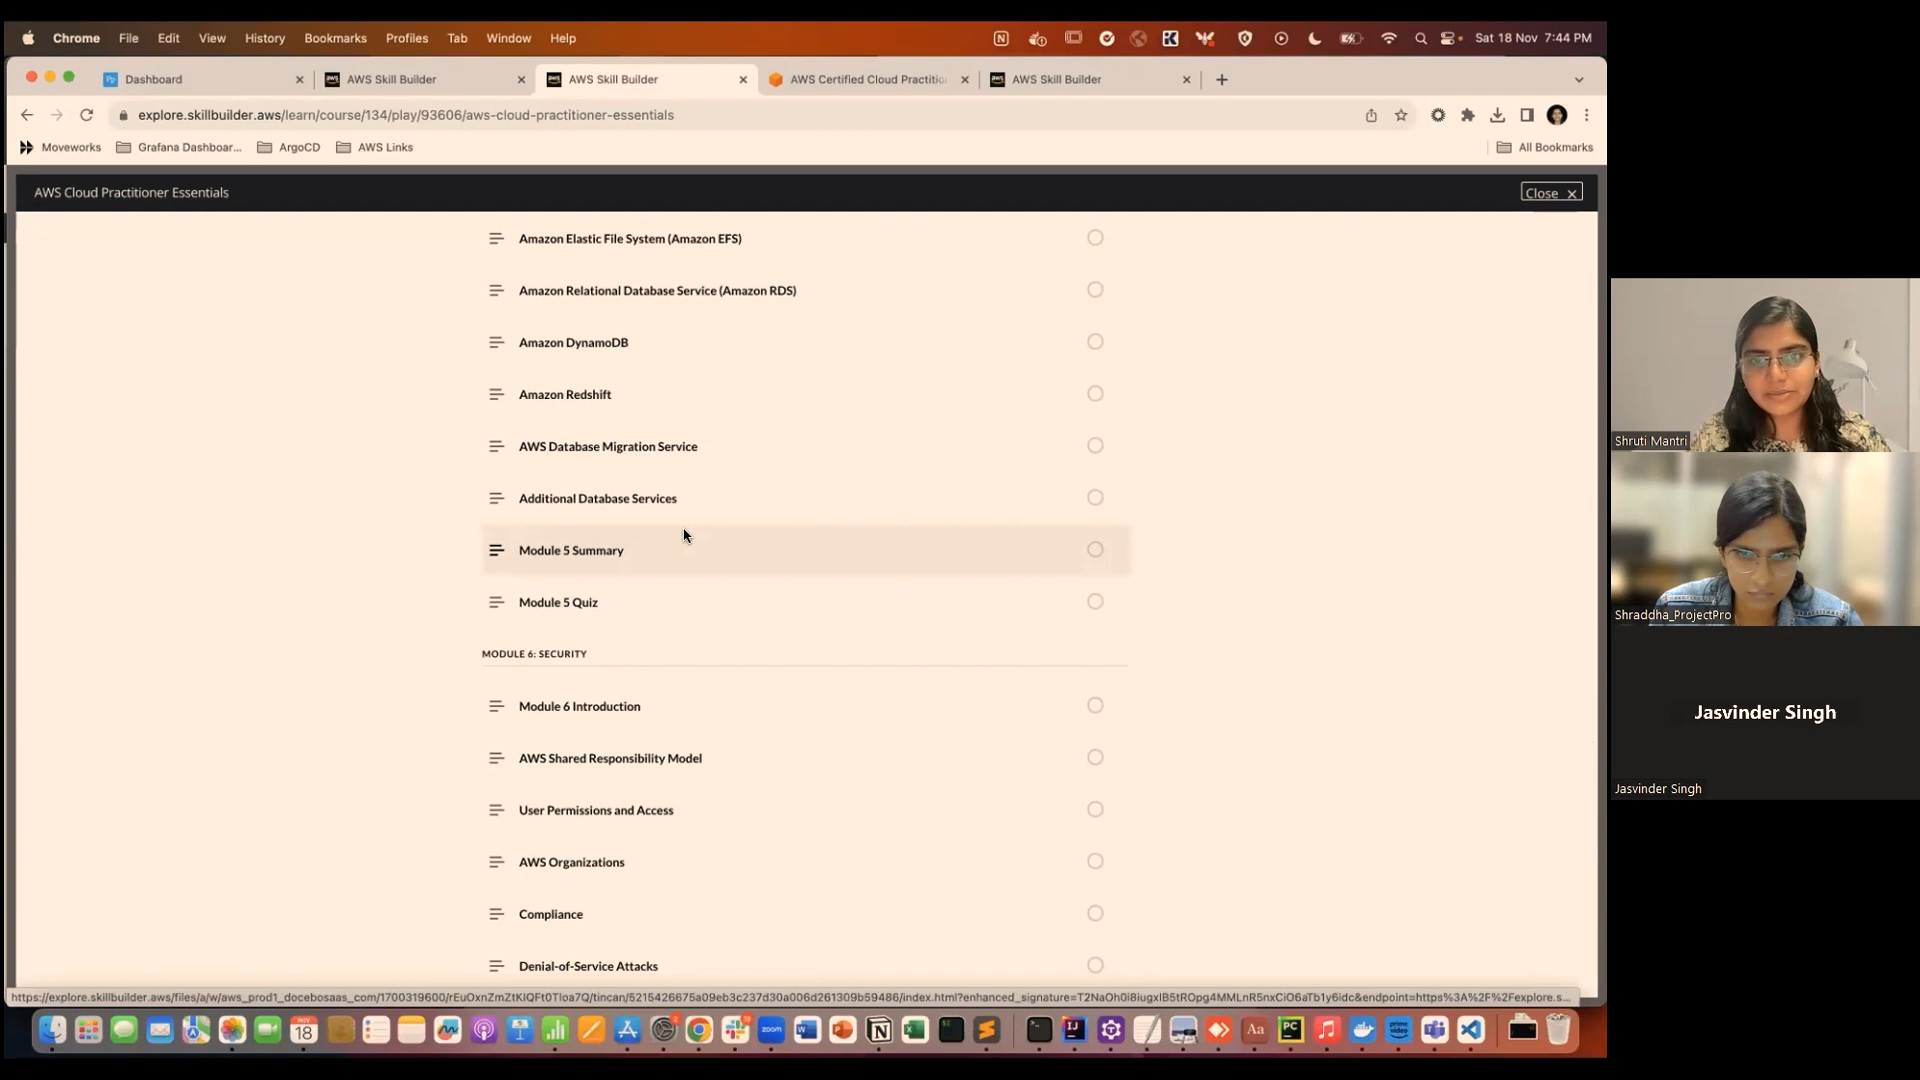 Chrome File Edit View History Bookmarks Profiles Tab Window Help Sat 18 Nov 7:44 PM
Dashboard AWS Skill Builder AWS Skill Builder AWS Certified Cloud Practitio AWS Skill Builder
explore.skillbuilder.aws/learn/course/134/play/93606/aws-cloud-practitioner-essentials
Moveworks Grafana Dashboar... ArgoCD AWS Links All Bookmarks
AWS Cloud Practitioner Essentials Close
Amazon Elastic File System (Amazon EFS)
Amazon Relational Database Service (Amazon RDS)
Amazon DynamoDB
Amazon Redshift
AWS Database Migration Service
Additional Database Services
Module 5 Summary
Module 5 Quiz
MODULE 6: SECURITY
Module 6 Introduction
AWS Shared Responsibility Model
User Permissions and Access
AWS Organizations
Compliance
Denial-of-Service Attacks
Shruti Mantri
Shraddha_ProjectPro
Jasvinder Singh
Jasvinder Singh